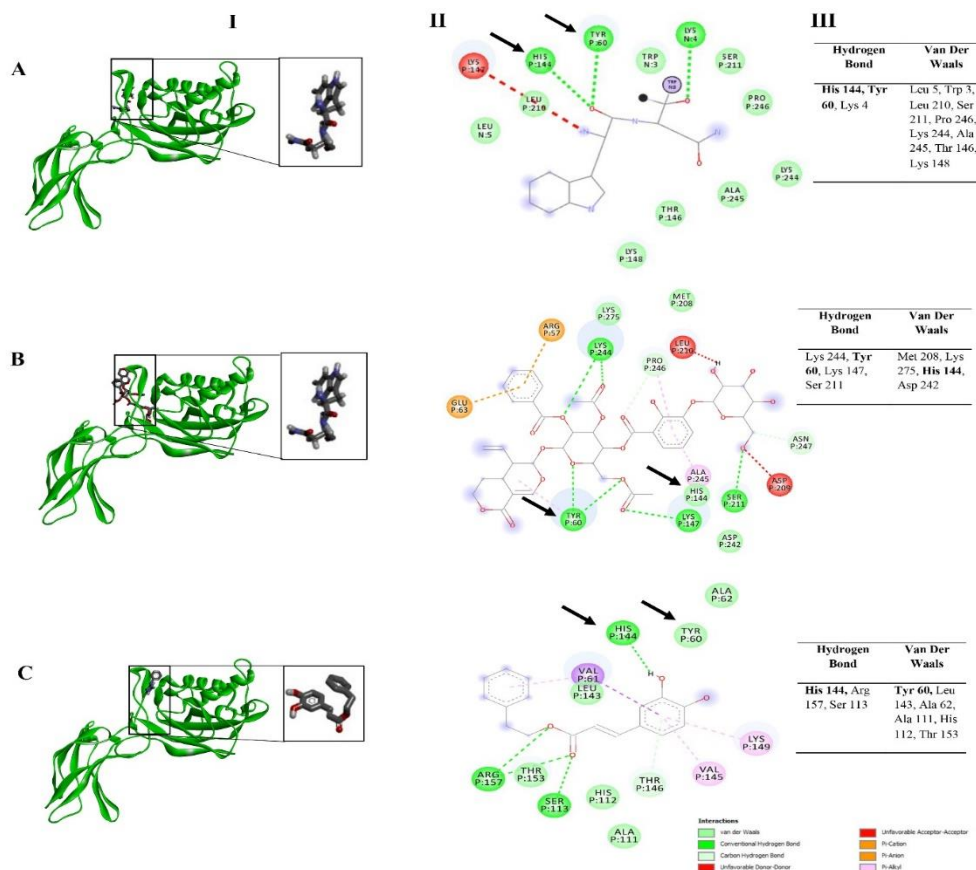 I
II
III
A
TYR
P:60
LYS
N:4
HIS
P:144
LYS
P:147
TRP
N:3
SER
P:211
LEU
P:210
PRO
P:246
LEU
N:5
LYS
P:244
ALA
P:245
THR
P:146
LYS
P:148
Hydrogen
Bond
Van Der
Waals
His 144, Tyr
60, Lys 4
Leu 5, Trp 3,
Leu 210, Ser
211, Pro 246,
Lys 244, Ala
245, Thr 146,
Lys 148
B
MET
P:208
LYS
P:275
ARG
P:57
LYS
P:244
PRO
P:246
LEU
P:210
H
GLU
P:63
ASN
P:247
ALA
P:245
HIS
P:144
ASP
P:209
SER
P:211
TYR
P:60
LYS
P:147
ASP
P:242
Hydrogen
Bond
Van Der
Waals
Lys 244, Tyr
60, Lys 147,
Ser 211
Met 208, Lys
275, His 144,
Asp 242
C
ALA
P:62
HIS
P:144
TYR
P:60
H
VAL
P:61
LEU
P:143
LYS
P:149
VAL
P:145
ARG
P:157
THR
P:153
THR
P:146
SER
P:113
HIS
P:112
ALA
P:111
Hydrogen
Bond
Van Der
Waals
His 144, Arg
157, Ser 113
Tyr 60, Leu
143, Ala 62,
Ala 111, His
112, Thr 153
Interactions
van der Waals
Conventional Hydrogen Bond
Carbon Hydrogen Bond
Unfavorable Donor-Donor
Unfavorable Acceptor-Acceptor
Pi-Cation
Pi-Anion
Pi-Alkyl